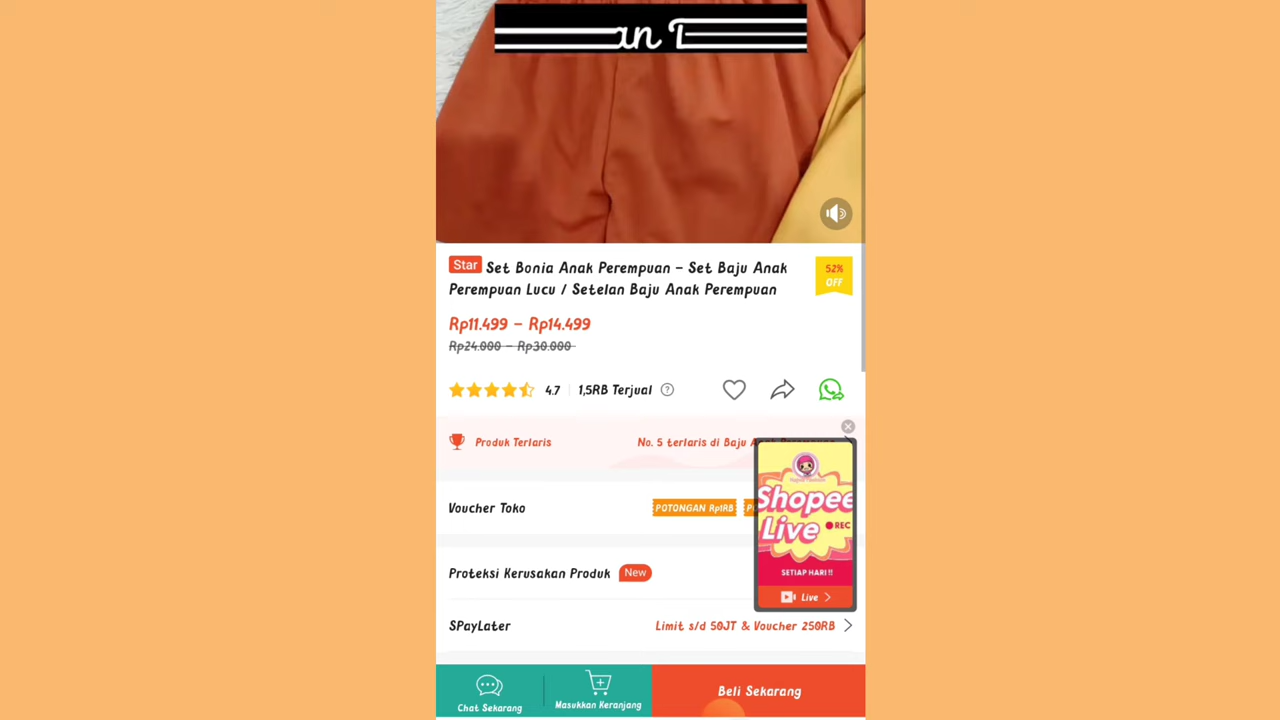 an
Star Set Bonia Anak Perempuan - Set Baju Anak
Perempuan Lucu / Setelan Baju Anak Perempuan
52%
OFF
Rp11.499 - Rp14.499
Rp24.000 - Rp30.000
4.7
1,5RB Terjual ?
Produk Terlaris
No. 5 terlaris di Baju
Voucher Toko
POTONGAN Rp1RB
Shopee
Live
REC
SETIAP HARI !!
Live
Proteksi Kerusakan Produk New
SPayLater
Limit s/d 50JT & Voucher 250RB
Chat Sekarang
Masukkan Keranjang
Beli Sekarang